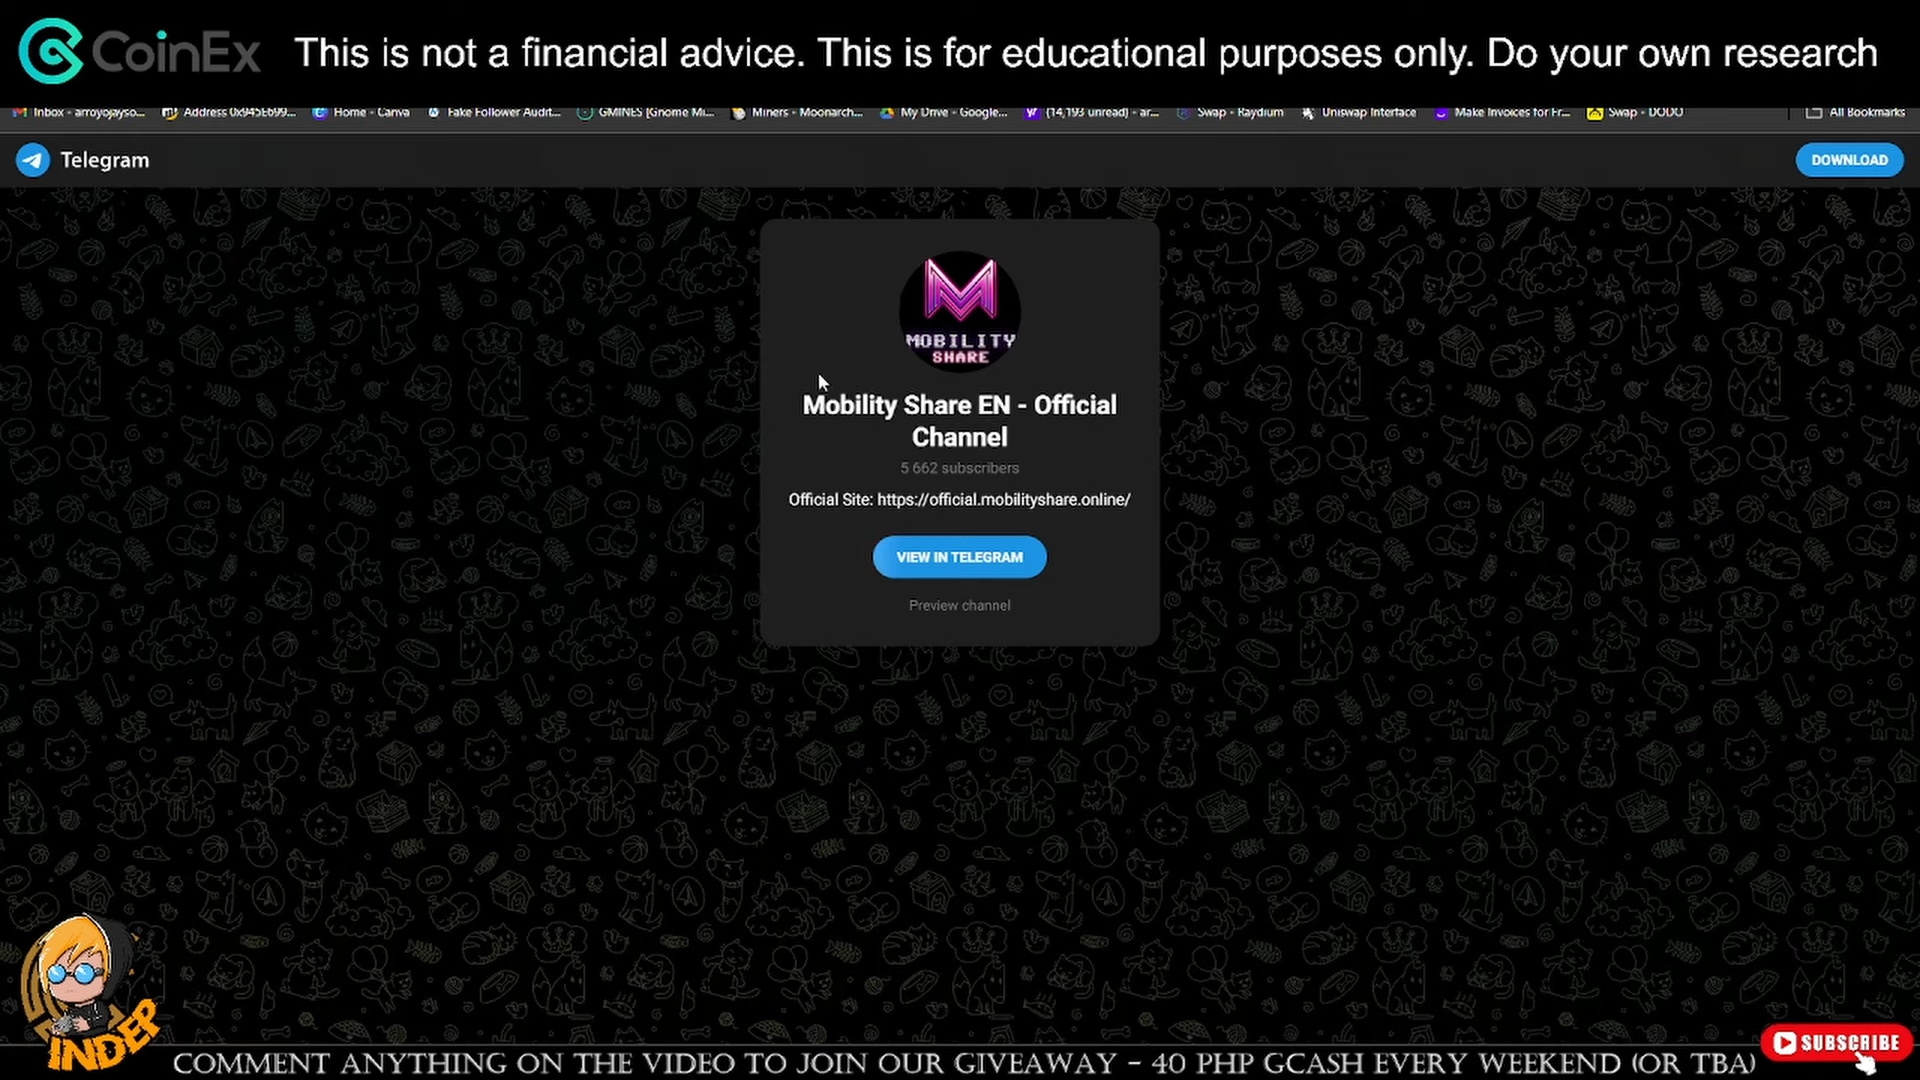 CoinEx
This is not a financial advice. This is for educational purposes only. Do your own research
Inbox - arroyojayso... Address 0x945E699... Home - Canva Fake Follower Audit... GMINES [Gnome Mi... Miners - Moonarch... My Drive - Google... (14,193 unread) - ar... Swap - Raydium Uniswap Interface Make Invoices for Fr... Swap - DODO All Bookmarks
Telegram
DOWNLOAD
MOBILITY
SHARE
Mobility Share EN - Official
Channel
5 662 subscribers
Official Site: https://official.mobilityshare.online/
VIEW IN TELEGRAM
Preview channel
INDEP
COMMENT ANYTHING ON THE VIDEO TO JOIN OUR GIVEAWAY - 40 PHP GCASH EVERY WEEKEND (OR TBA)
SUBSCRIBE